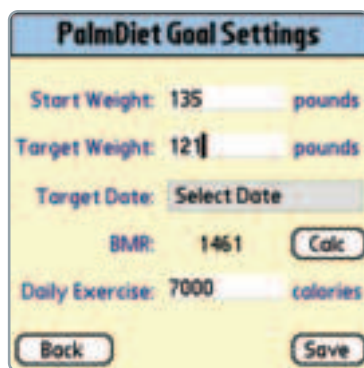 PalmDiet Goal Settings
Start Weight: 135 pounds
Target Weight: 121 pounds
Target Date: Select Date
BMR: 1461 Calc
Daily Exercise: 7000 calories
Back Save